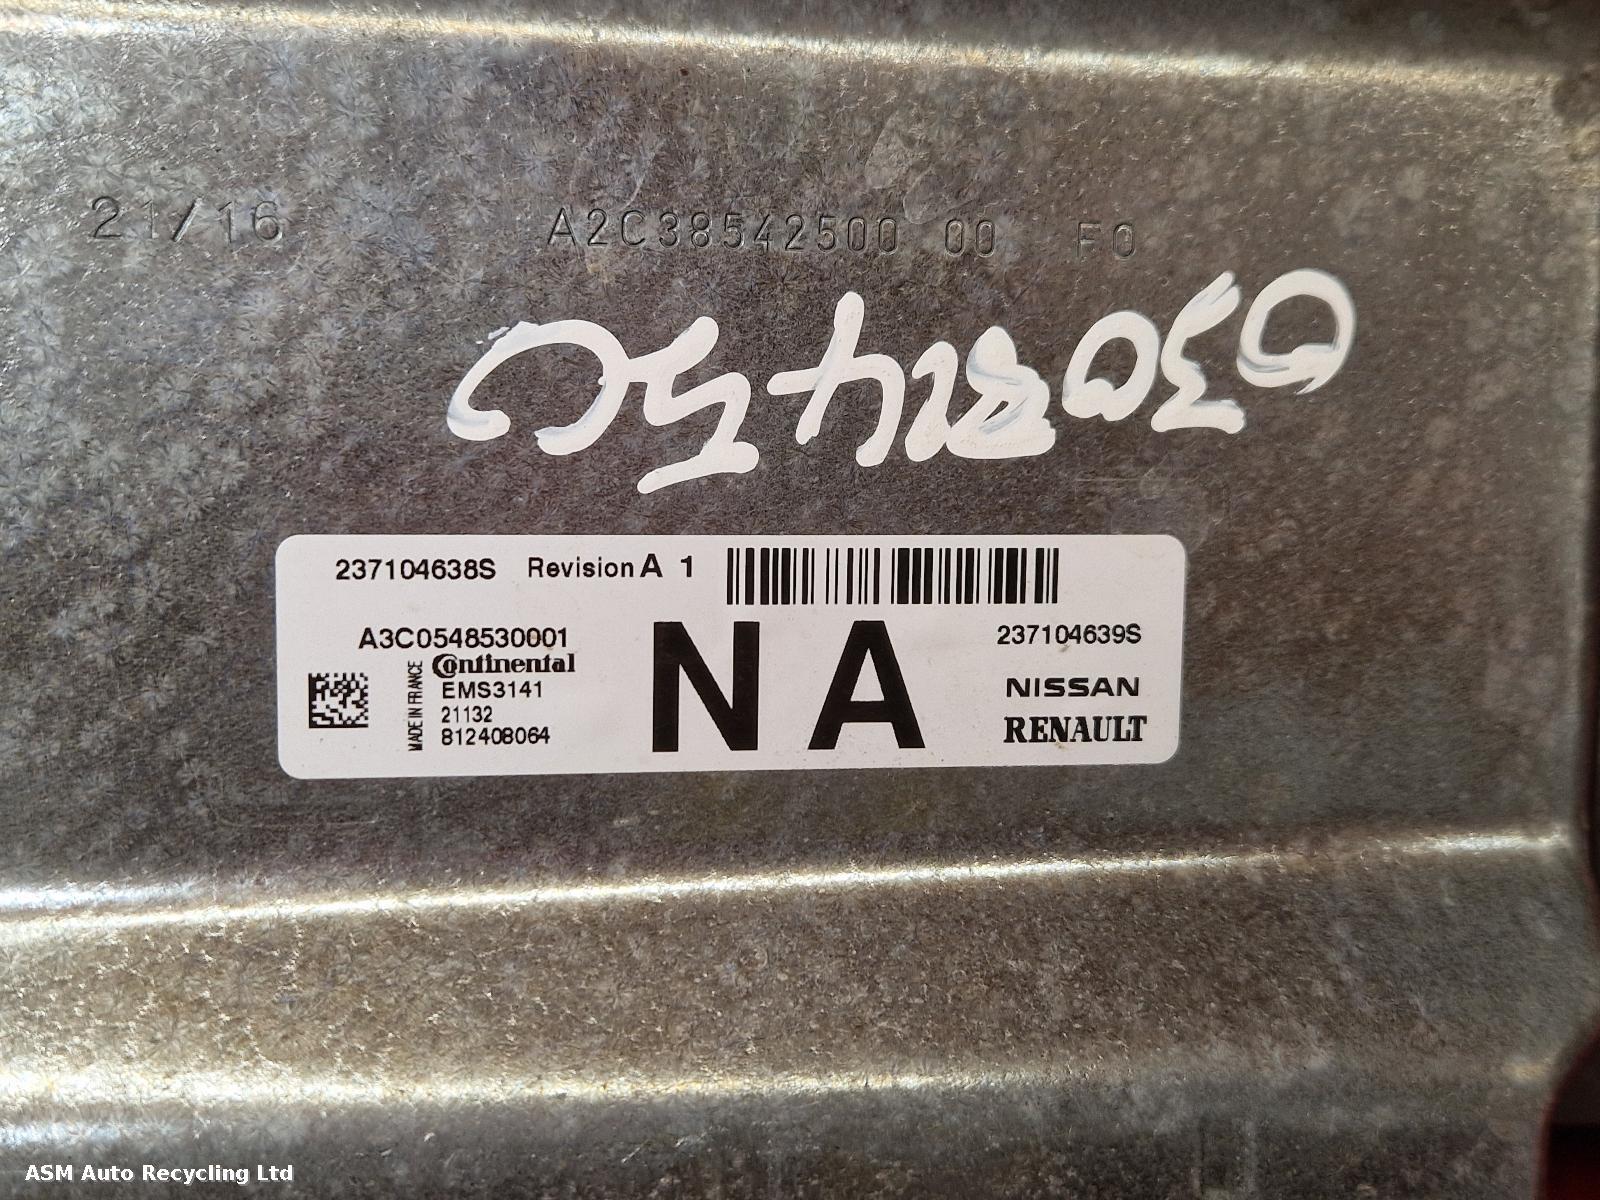 21/16 A2C38542500 00 F0
237104638S Revision A 1
A3C0548530001
237104639S
MADE IN FRANCE
Continental
EMS3141
21132
812408064
N A
NISSAN
RENAULT
ASM Auto Recycling Ltd